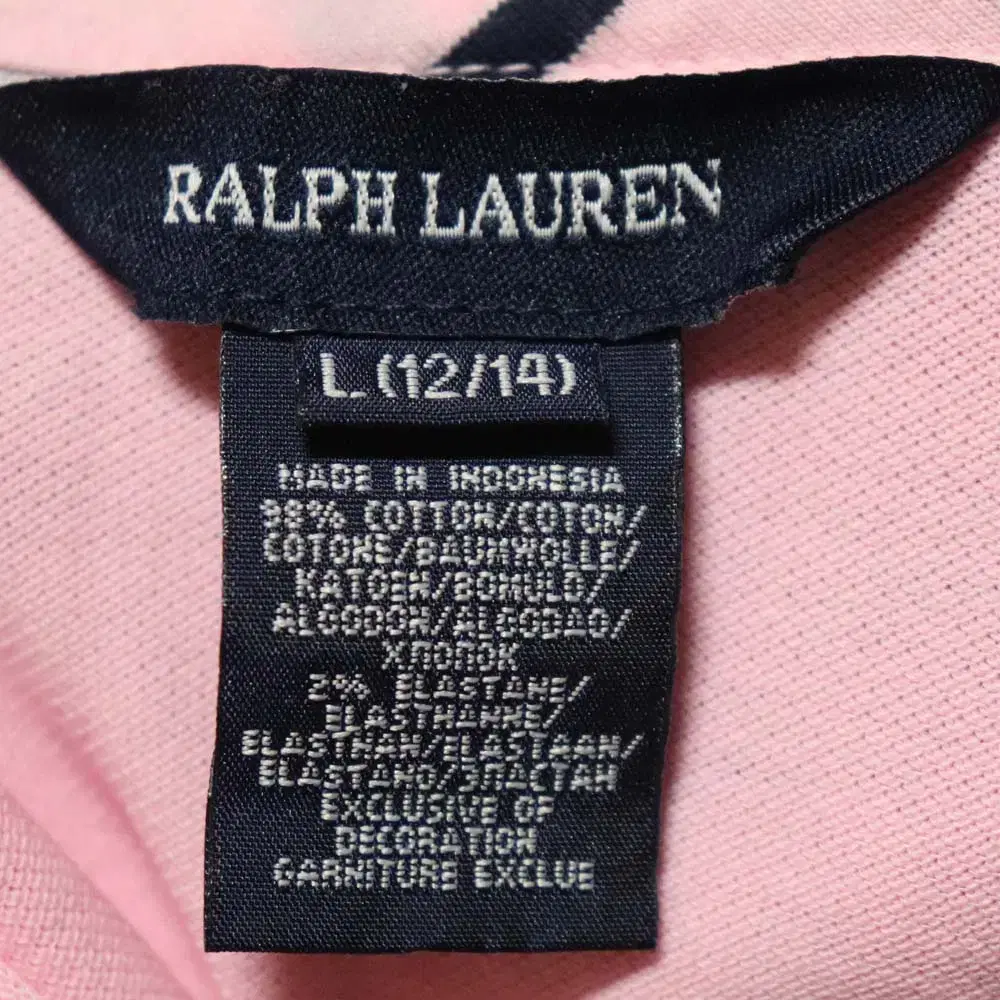 RALPH LAUREN
L (12/14)
MADE IN INDONESIA
98% COTTON/COTON/
COTONE/BAUMWOLLE/
KATOEN/BOMULD/
ALGODON/ALGODAO/
ХЛОПОК
2% ELASTANE/
ELASTHANNE/
ELASTHAN/ELASTAAN/
ELASTANO/ЭЛАСТАН
EXCLUSIVE OF
DECORATION
GARNITURE EXCLUE